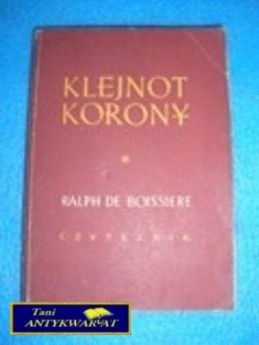 KLEJNOT
KORONY
*
RALPH DE BOISSIERE
CZYTELNIK
Tani
ANTYKWARIAT